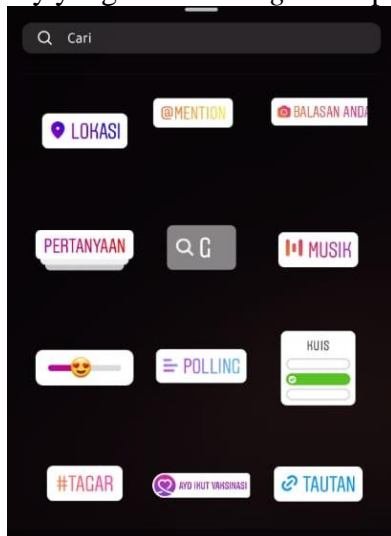 Cari
LOKASI
@MENTION
BALASAN ANDA
PERTANYAAN
G
MUSIK
POLLING
KUIS
#TAGAR
AYO IKUT VAKSINASI
TAUTAN